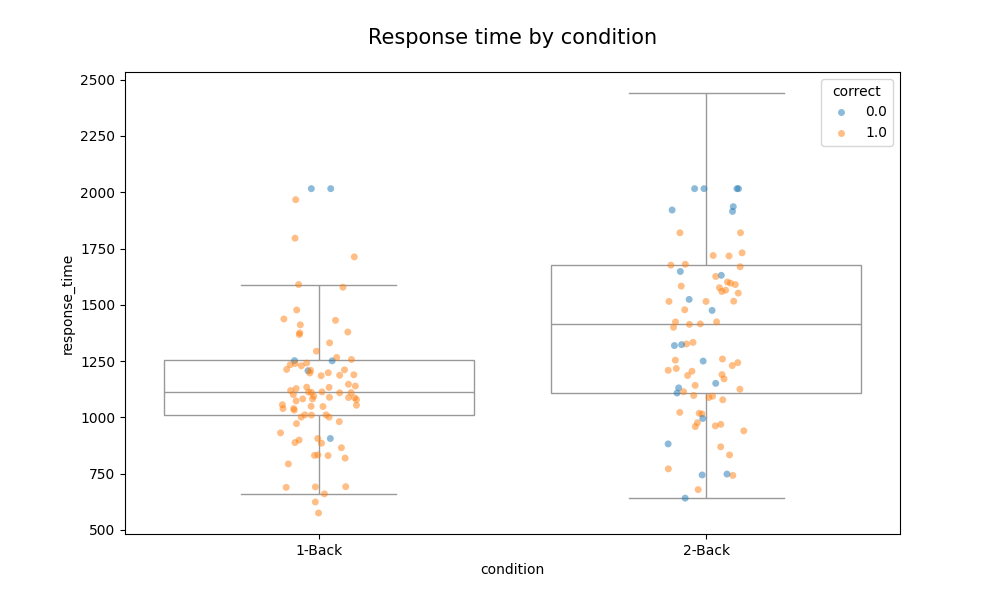 Response time by condition
2500
2250
2000
1750
1500
1250
1000
750
500
response_time
correct
0.0
1.0
1-Back 2-Back
condition